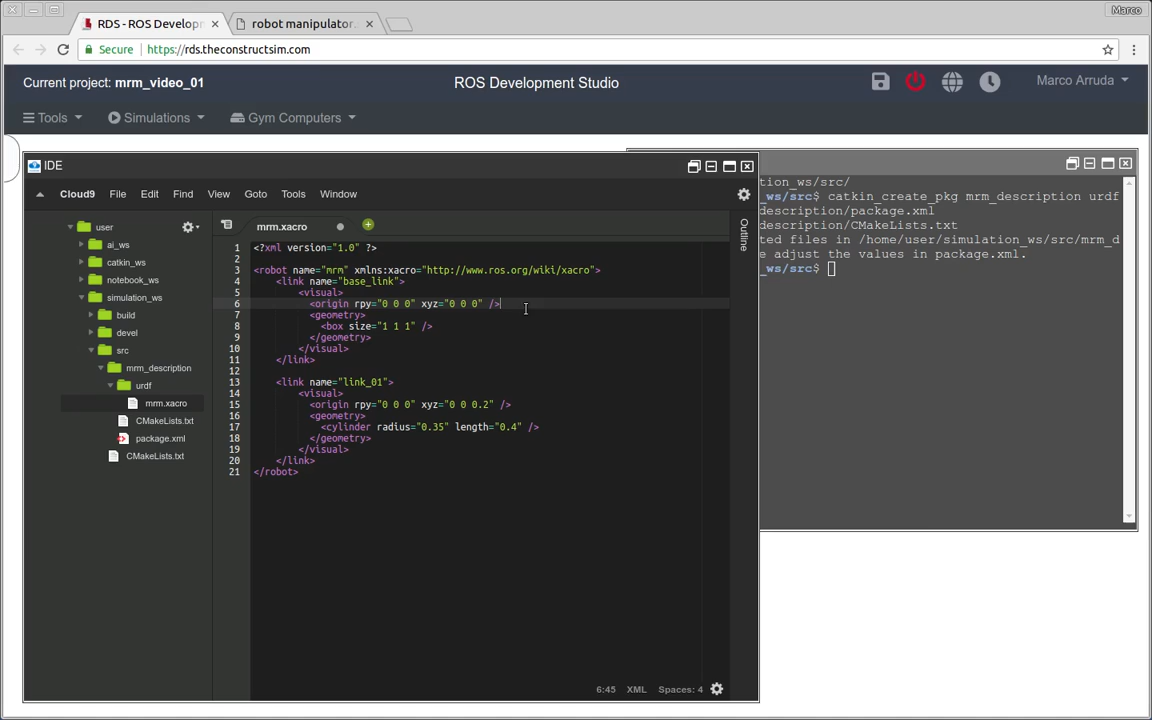 Marco
RDS - ROS Develop
robot manipulator
Secure
https://rds.theconstructsim.com
Current project: mrm_video_01
ROS Development Studio
Marco Arruda
Tools
Simulations
Gym Computers
IDE
Cloud9
File
Edit
Find
View
Goto
Tools
Window
user
ai_ws
catkin_ws
notebook_ws
simulation_ws
build
devel
src
mrm_description
urdf
mrm.xacro
CMakeLists.txt
package.xml
CMakeLists.txt
mrm.xacro
Outline
1 <?xml version="1.0" ?>
2
3 <robot name="mrm" xmlns:xacro="http://www.ros.org/wiki/xacro">
4 <link name="base_link">
5 <visual>
6 <origin rpy="0 0 0" xyz="0 0 0" />
7 <geometry>
8 <box size="1 1 1" />
9 </geometry>
10 </visual>
11 </link>
12
13 <link name="link_01">
14 <visual>
15 <origin rpy="0 0 0" xyz="0 0 0.2" />
16 <geometry>
17 <cylinder radius="0.35" length="0.4" />
18 </geometry>
19 </visual>
20 </link>
21 </robot>
6:45
XML
Spaces: 4
tion_ws/src/
_ws/src$ catkin_create_pkg mrm_description urdf
description/package.xml
description/CMakeLists.txt
ted files in /home/user/simulation_ws/src/mrm_d
e adjust the values in package.xml.
_ws/src$